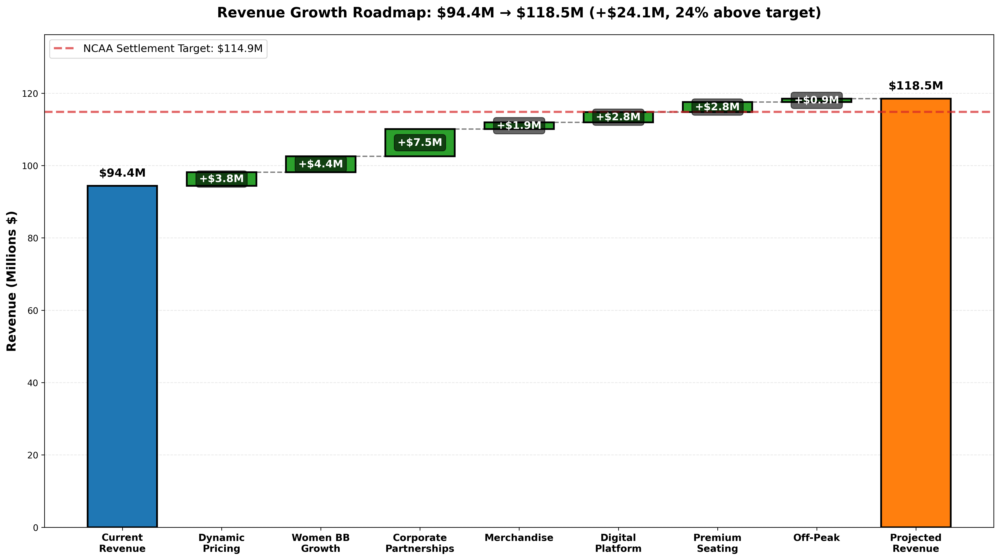 Revenue Growth Roadmap: $94.4M → $118.5M (+$24.1M, 24% above target)
NCAA Settlement Target: $114.9M
Revenue (Millions $)
120
100
80
60
40
20
0
$94.4M
+$3.8M
+$4.4M
+$7.5M
+$1.9M
+$2.8M
+$2.8M
+$0.9M
$118.5M
Current
Revenue
Dynamic
Pricing
Women BB
Growth
Corporate
Partnerships
Merchandise
Digital
Platform
Premium
Seating
Off-Peak
Projected
Revenue